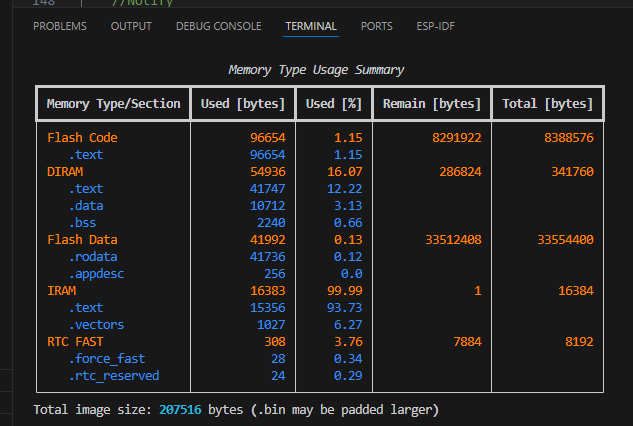 148 //Notify
PROBLEMS OUTPUT DEBUG CONSOLE TERMINAL PORTS ESP-IDF
Memory Type Usage Summary
Memory Type/Section Used [bytes] Used [%] Remain [bytes] Total [bytes]
Flash Code 96654 1.15 8291922 8388576
.text 96654 1.15
DIRAM 54936 16.07 286824 341760
.text 41747 12.22
.data 10712 3.13
.bss 2240 0.66
Flash Data 41992 0.13 33512408 33554400
.rodata 41736 0.12
.appdesc 256 0.0
IRAM 16383 99.99 1 16384
.text 15356 93.73
.vectors 1027 6.27
RTC FAST 308 3.76 7884 8192
.force_fast 28 0.34
.rtc_reserved 24 0.29
Total image size: 207516 bytes (.bin may be padded larger)